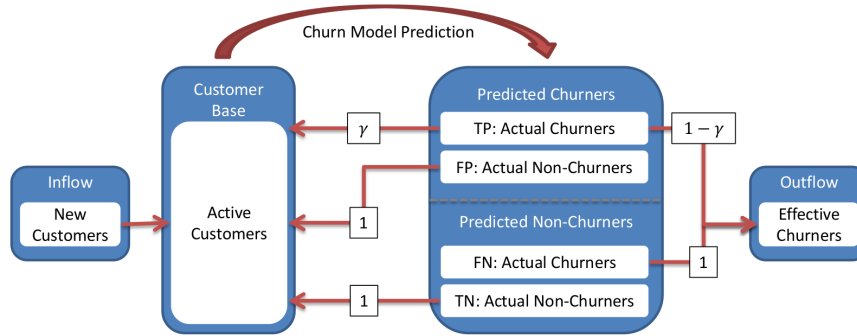 Churn Model Prediction
Customer
Base
Active
Customers
Inflow
New
Customers
Predicted Churners
TP: Actual Churners
FP: Actual Non-Churners
Predicted Non-Churners
FN: Actual Churners
TN: Actual Non-Churners
γ
1
1
1 − γ
1
Outflow
Effective
Churners